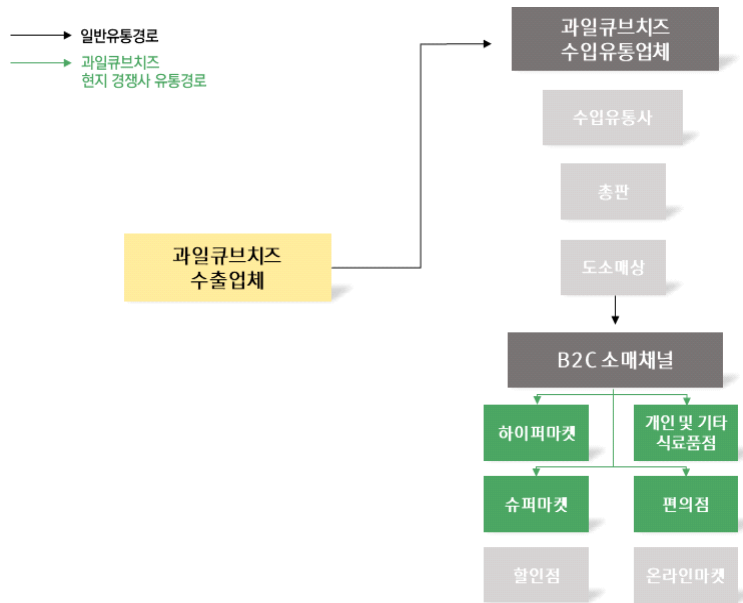 일반유통경로
과일큐브치즈
현지 경쟁사 유통경로
과일큐브치즈
수입유통업체
수입유통사
총판
도소매상
과일큐브치즈
수출업체
B2C 소매채널
하이퍼마켓
개인 및 기타
식료품점
슈퍼마켓
편의점
할인점
온라인마켓